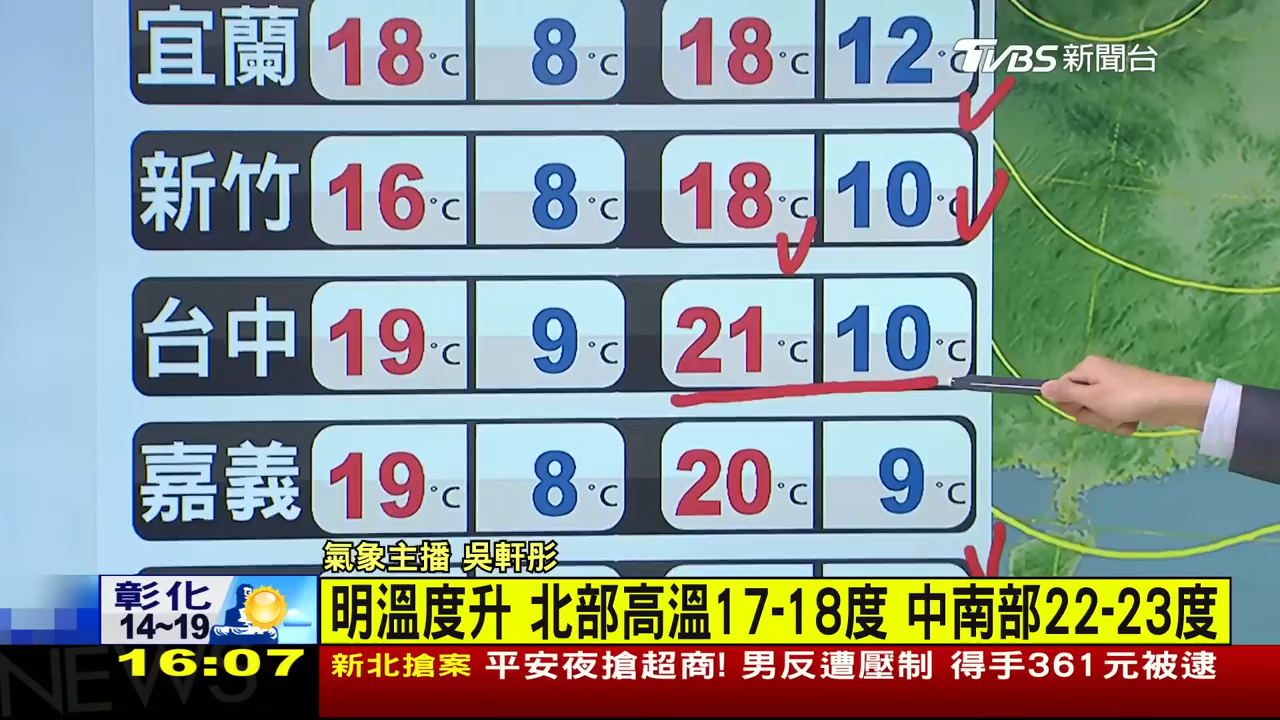 宜蘭 18°C 8°C 18°C 12°C
TVBS新聞台
新竹 16°C 8°C 18°C 10°C
台中 19°C 9°C 21°C 10°C
嘉義 19°C 8°C 20°C 9°C
氣象主播 吳軒彤
彰化
14~19
明溫度升 北部高溫17-18度 中南部22-23度
16:07
NEWS
新北搶案 平安夜搶超商! 男反遭壓制 得手361元被逮